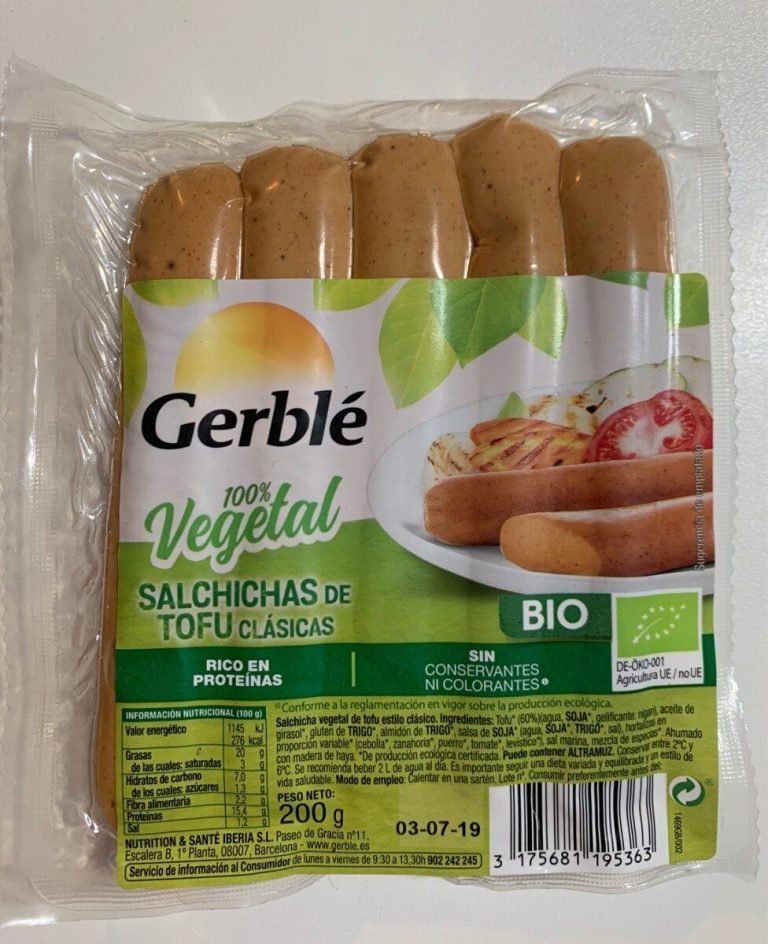 Gerblé
100%
Vegetal
SALCHICHAS DE
TOFU CLÁSICAS
Sugerencia de emplatado
BIO
DE-ÖKO-001
Agricultura UE / no UE
RICO EN
PROTEÍNAS
SIN
CONSERVANTES
NI COLORANTES
Conforme a la reglamentación en vigor sobre la producción ecológica.
INFORMACIÓN NUTRICIONAL (100 g)
Valor energético 1145 kJ
276 kcal
Grasas 20 g
de las cuales: saturadas 3 g
Hidratos de carbono 7,0 g
de los cuales: azúcares 1,3 g
Fibra alimentaria 2,2 g
Proteínas 15,4 g
Sal 1,2 g
Salchicha vegetal de tofu estilo clásico. Ingredientes: Tofu* (60%)(agua, SOJA*, gelificante: nigari), aceite de
girasol*, gluten de TRIGO*, almidón de TRIGO*, salsa de SOJA* (agua, SOJA*, TRIGO*, sal), hortalizas en
proporción variable* (cebolla*, zanahoria*, puerro*, tomate*, levístico*), sal marina, mezcla de especias*. Ahumado
con madera de haya. *De producción ecológica certificada. Puede contener ALTRAMUZ. Conservar entre 2ºC y
6ºC. Se recomienda beber 2 L de agua al día. Es importante seguir una dieta variada y equilibrada y un estilo de
vida saludable. Modo de empleo: Calentar en una sartén. Lote nº. Consumir preferentemente antes del:
PESO NETO:
200 g
03-07-19
3 175681 195363
146908/002
NUTRITION & SANTÉ IBERIA S.L. Paseo de Gracia nº11,
Escalera B, 1º Planta, 08007, Barcelona - www.gerble.es
Servicio de información al Consumidor de lunes a viernes de 9:30 a 13,30h 902 242 245